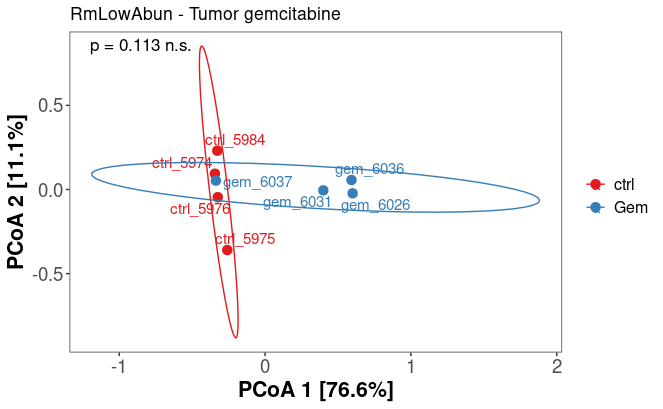 RmLowAbun - Tumor gemcitabine
p = 0.113 n.s.
ctrl_5984
ctrl_5974
gem_6036
gem_6037
gem_6031
gem_6026
ctrl_5976
ctrl_5975
0.5
0.0
-0.5
PCoA 2 [11.1%]
-1
0
1
2
PCoA 1 [76.6%]
ctrl
Gem